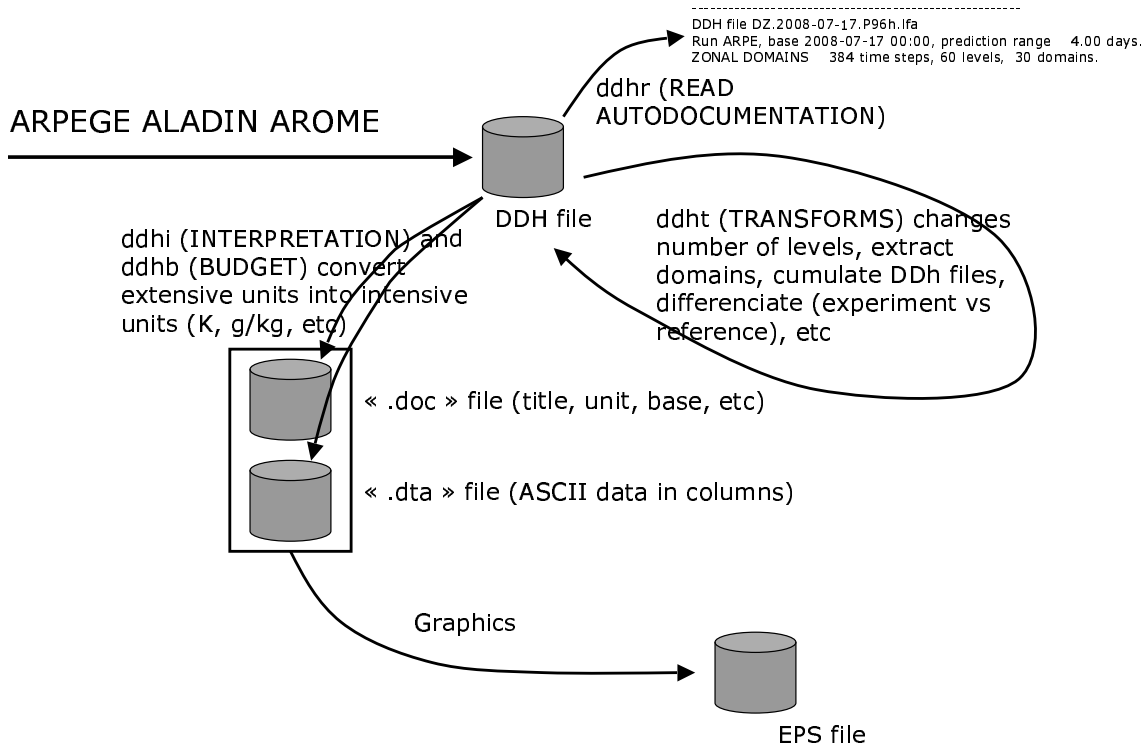 --------------------------------------------------------
DDH file DZ.2008-07-17.P96h.lfa
Run ARPE, base 2008-07-17 00:00, prediction range 4.00 days.
ZONAL DOMAINS 384 time steps, 60 levels, 30 domains.
ddhr (READ
AUTODOCUMENTATION)
ARPEGE ALADIN AROME
DDH file
ddht (TRANSFORMS) changes
number of levels, extract
domains, cumulate DDh files,
differenciate (experiment vs
reference), etc
ddhi (INTERPRETATION) and
ddhb (BUDGET) convert
extensive units into intensive
units (K, g/kg, etc)
« .doc » file (title, unit, base, etc)
« .dta » file (ASCII data in columns)
Graphics
EPS file